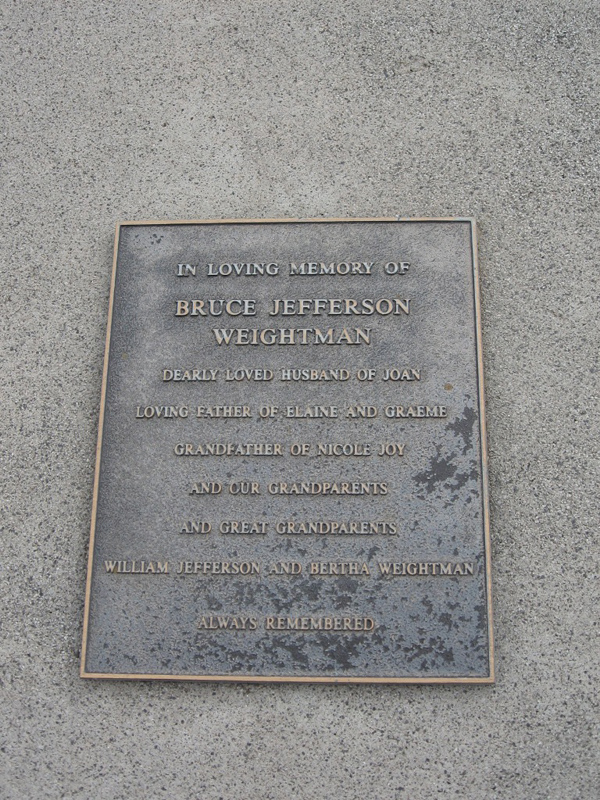 IN LOVING MEMORY OF
BRUCE JEFFERSON
WEIGHTMAN
DEARLY LOVED HUSBAND OF JOAN
LOVING FATHER OF ELAINE AND GRAEME
GRANDFATHER OF NICOLE JOY
AND OUR GRANDPARENTS
AND GREAT GRANDPARENTS
WILLIAM JEFFERSON AND BERTHA WEIGHTMAN
ALWAYS REMEMBERED